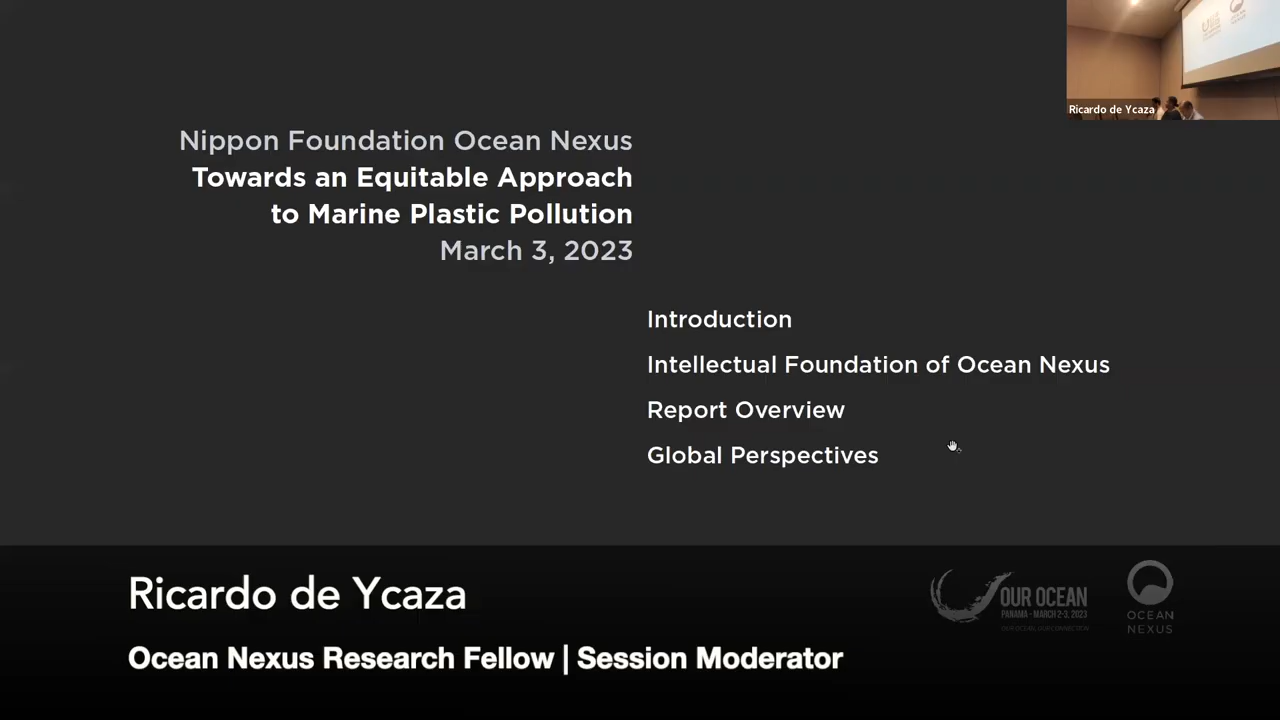 Nippon Foundation Ocean Nexus
Towards an Equitable Approach
to Marine Plastic Pollution
March 3, 2023
Ricardo de Ycaza
Introduction
Intellectual Foundation of Ocean Nexus
Report Overview
Global Perspectives
Ricardo de Ycaza
Ocean Nexus Research Fellow | Session Moderator
OUR OCEAN
PANAMA - MARCH 2-3, 2023
OCEAN
NEXUS